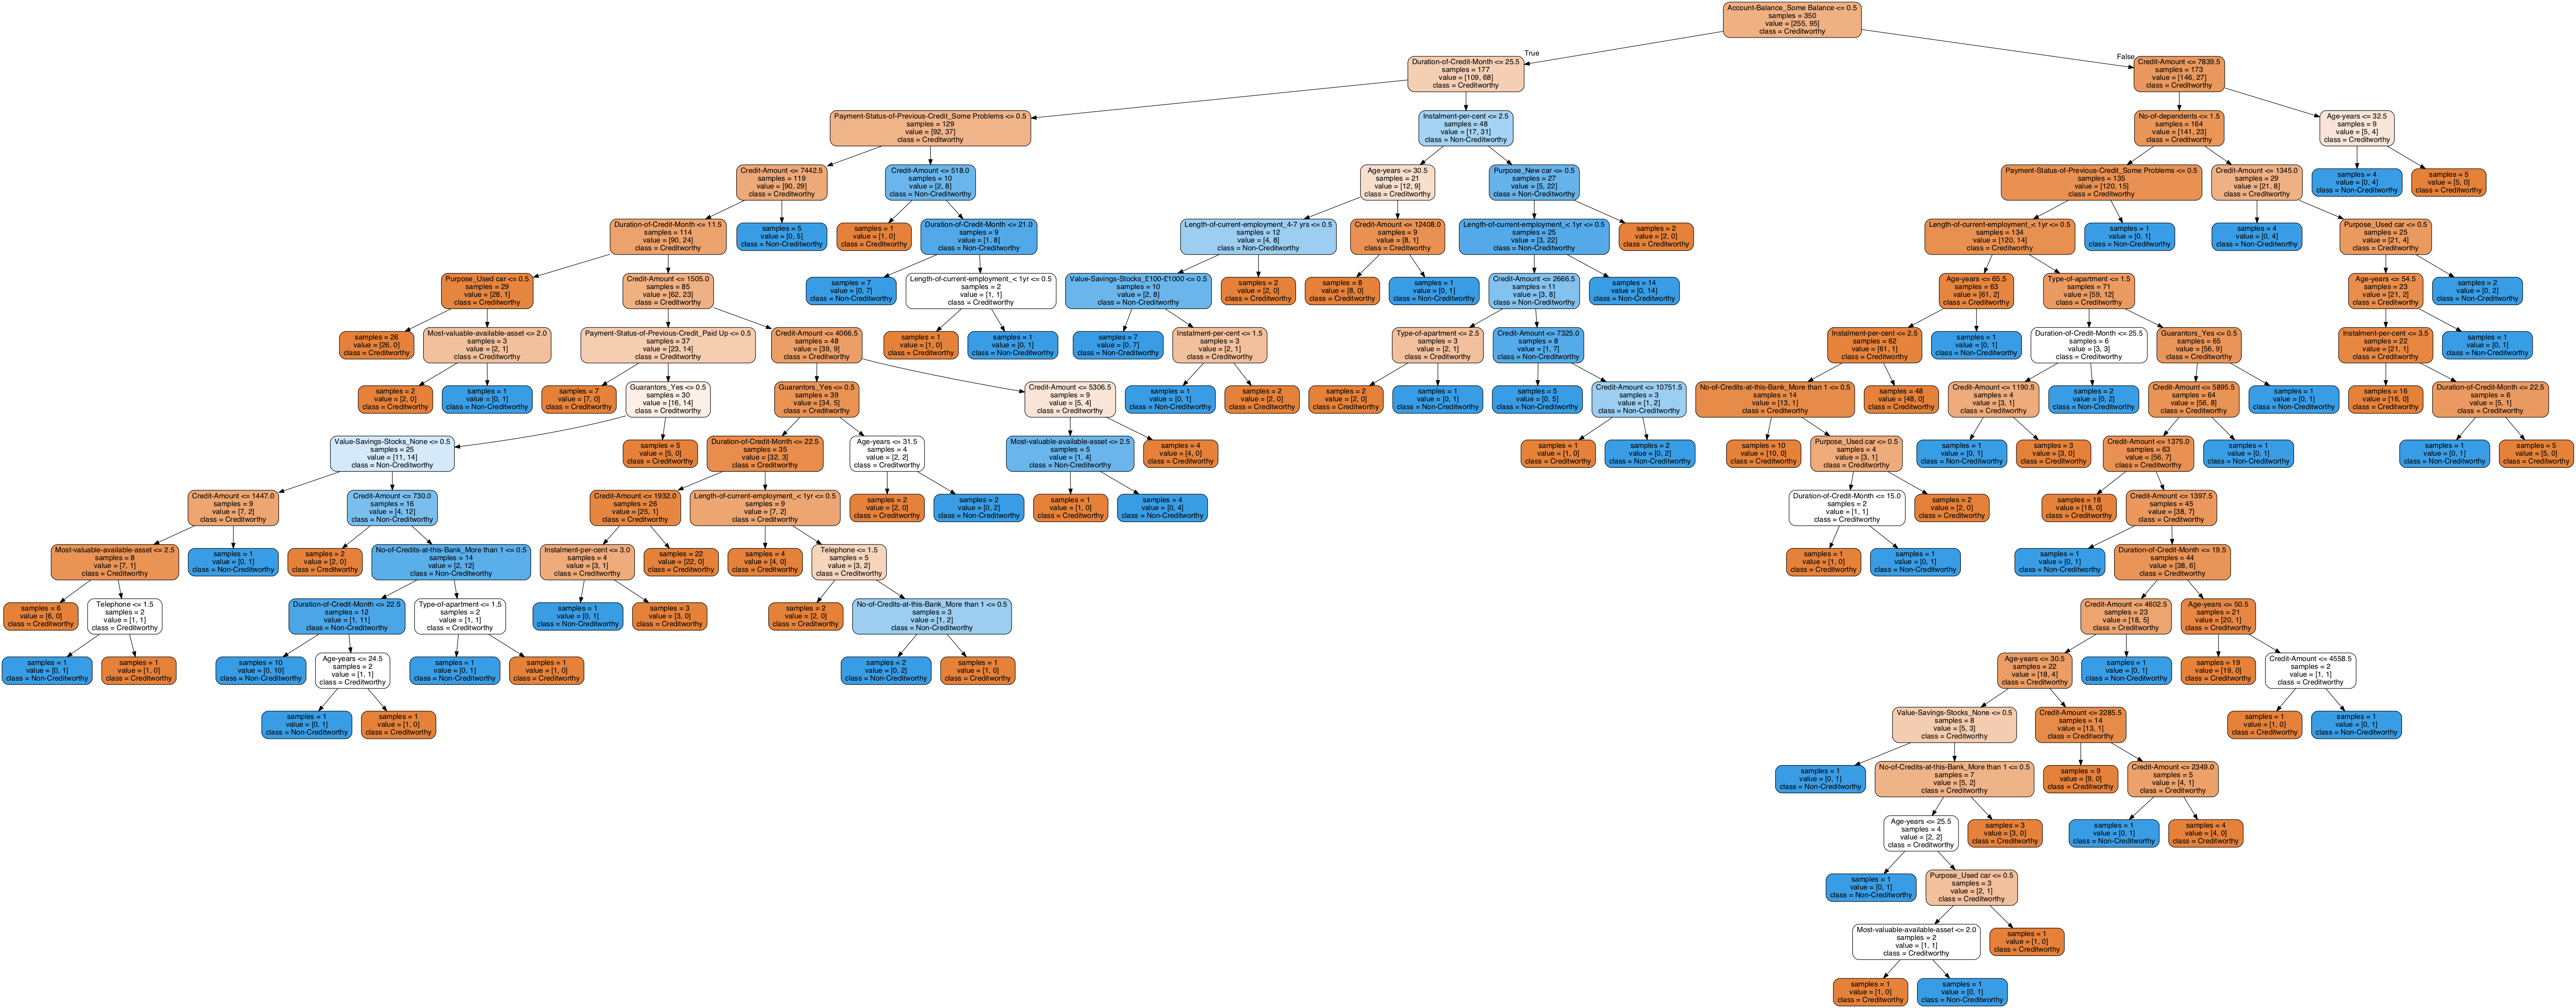 Account-Balance_Some Balance <= 0.5
samples = 350
value = [255, 95]
class = Creditworthy
True
False
Duration-of-Credit-Month <= 25.5
samples = 177
value = [109, 68]
class = Creditworthy
Credit-Amount <= 7839.5
samples = 173
value = [146, 27]
class = Creditworthy
Payment-Status-of-Previous-Credit_Some Problems <= 0.5
samples = 129
value = [92, 37]
class = Creditworthy
Instalment-per-cent <= 2.5
samples = 48
value = [17, 31]
class = Non-Creditworthy
No-of-dependents <= 1.5
samples = 164
value = [141, 23]
class = Creditworthy
Age-years <= 32.5
samples = 9
value = [5, 4]
class = Creditworthy
Credit-Amount <= 7442.5
samples = 119
value = [90, 29]
class = Creditworthy
Credit-Amount <= 518.0
samples = 10
value = [2, 8]
class = Non-Creditworthy
Age-years <= 30.5
samples = 21
value = [12, 9]
class = Creditworthy
Purpose_New car <= 0.5
samples = 27
value = [5, 22]
class = Non-Creditworthy
Payment-Status-of-Previous-Credit_Some Problems <= 0.5
samples = 135
value = [120, 15]
class = Creditworthy
Credit-Amount <= 1345.0
samples = 29
value = [21, 8]
class = Creditworthy
samples = 4
value = [0, 4]
class = Non-Creditworthy
samples = 5
value = [5, 0]
class = Creditworthy
Duration-of-Credit-Month <= 11.5
samples = 114
value = [90, 24]
class = Creditworthy
samples = 5
value = [0, 5]
class = Non-Creditworthy
samples = 1
value = [1, 0]
class = Creditworthy
Duration-of-Credit-Month <= 21.0
samples = 9
value = [1, 8]
class = Non-Creditworthy
Length-of-current-employment_4-7 yrs <= 0.5
samples = 12
value = [4, 8]
class = Non-Creditworthy
Credit-Amount <= 12408.0
samples = 9
value = [8, 1]
class = Creditworthy
Length-of-current-employment_< 1yr <= 0.5
samples = 25
value = [3, 22]
class = Non-Creditworthy
samples = 2
value = [2, 0]
class = Creditworthy
Length-of-current-employment_< 1yr <= 0.5
samples = 134
value = [120, 14]
class = Creditworthy
samples = 1
value = [0, 1]
class = Non-Creditworthy
samples = 4
value = [0, 4]
class = Non-Creditworthy
Purpose_Used car <= 0.5
samples = 25
value = [21, 4]
class = Creditworthy
Purpose_Used car <= 0.5
samples = 29
value = [28, 1]
class = Creditworthy
Credit-Amount <= 1505.0
samples = 85
value = [62, 23]
class = Creditworthy
samples = 7
value = [0, 7]
class = Non-Creditworthy
Length-of-current-employment_< 1yr <= 0.5
samples = 2
value = [1, 1]
class = Creditworthy
Value-Savings-Stocks_£100-£1000 <= 0.5
samples = 10
value = [2, 8]
class = Non-Creditworthy
samples = 2
value = [2, 0]
class = Creditworthy
samples = 8
value = [8, 0]
class = Creditworthy
samples = 1
value = [0, 1]
class = Non-Creditworthy
Credit-Amount <= 2666.5
samples = 11
value = [3, 8]
class = Non-Creditworthy
samples = 14
value = [0, 14]
class = Non-Creditworthy
Age-years <= 65.5
samples = 63
value = [61, 2]
class = Creditworthy
Type-of-apartment <= 1.5
samples = 71
value = [59, 12]
class = Creditworthy
Age-years <= 54.5
samples = 23
value = [21, 2]
class = Creditworthy
samples = 2
value = [0, 2]
class = Non-Creditworthy
samples = 26
value = [26, 0]
class = Creditworthy
Most-valuable-available-asset <= 2.0
samples = 3
value = [2, 1]
class = Creditworthy
Payment-Status-of-Previous-Credit_Paid Up <= 0.5
samples = 37
value = [23, 14]
class = Creditworthy
Credit-Amount <= 4066.5
samples = 48
value = [39, 9]
class = Creditworthy
samples = 1
value = [1, 0]
class = Creditworthy
samples = 1
value = [0, 1]
class = Non-Creditworthy
samples = 7
value = [0, 7]
class = Non-Creditworthy
Instalment-per-cent <= 1.5
samples = 3
value = [2, 1]
class = Creditworthy
Type-of-apartment <= 2.5
samples = 3
value = [2, 1]
class = Creditworthy
Credit-Amount <= 7325.0
samples = 8
value = [1, 7]
class = Non-Creditworthy
Instalment-per-cent <= 2.5
samples = 62
value = [61, 1]
class = Creditworthy
samples = 1
value = [0, 1]
class = Non-Creditworthy
Duration-of-Credit-Month <= 25.5
samples = 6
value = [3, 3]
class = Creditworthy
Guarantors_Yes <= 0.5
samples = 65
value = [56, 9]
class = Creditworthy
Instalment-per-cent <= 3.5
samples = 22
value = [21, 1]
class = Creditworthy
samples = 1
value = [0, 1]
class = Non-Creditworthy
samples = 2
value = [2, 0]
class = Creditworthy
samples = 1
value = [0, 1]
class = Non-Creditworthy
samples = 7
value = [7, 0]
class = Creditworthy
Guarantors_Yes <= 0.5
samples = 30
value = [16, 14]
class = Creditworthy
Guarantors_Yes <= 0.5
samples = 39
value = [34, 5]
class = Creditworthy
Credit-Amount <= 5306.5
samples = 9
value = [5, 4]
class = Creditworthy
samples = 1
value = [0, 1]
class = Non-Creditworthy
samples = 2
value = [2, 0]
class = Creditworthy
samples = 2
value = [2, 0]
class = Creditworthy
samples = 1
value = [0, 1]
class = Non-Creditworthy
samples = 5
value = [0, 5]
class = Non-Creditworthy
Credit-Amount <= 10751.5
samples = 3
value = [1, 2]
class = Non-Creditworthy
No-of-Credits-at-this-Bank_More than 1 <= 0.5
samples = 14
value = [13, 1]
class = Creditworthy
samples = 48
value = [48, 0]
class = Creditworthy
Credit-Amount <= 1190.5
samples = 4
value = [3, 1]
class = Creditworthy
samples = 2
value = [0, 2]
class = Non-Creditworthy
Credit-Amount <= 5895.5
samples = 64
value = [56, 8]
class = Creditworthy
samples = 1
value = [0, 1]
class = Non-Creditworthy
samples = 16
value = [16, 0]
class = Creditworthy
Duration-of-Credit-Month <= 22.5
samples = 6
value = [5, 1]
class = Creditworthy
Value-Savings-Stocks_None <= 0.5
samples = 25
value = [11, 14]
class = Non-Creditworthy
samples = 5
value = [5, 0]
class = Creditworthy
Duration-of-Credit-Month <= 22.5
samples = 35
value = [32, 3]
class = Creditworthy
Age-years <= 31.5
samples = 4
value = [2, 2]
class = Creditworthy
Most-valuable-available-asset <= 2.5
samples = 5
value = [1, 4]
class = Non-Creditworthy
samples = 4
value = [4, 0]
class = Creditworthy
samples = 1
value = [1, 0]
class = Creditworthy
samples = 2
value = [0, 2]
class = Non-Creditworthy
samples = 10
value = [10, 0]
class = Creditworthy
Purpose_Used car <= 0.5
samples = 4
value = [3, 1]
class = Creditworthy
samples = 1
value = [0, 1]
class = Non-Creditworthy
samples = 3
value = [3, 0]
class = Creditworthy
Credit-Amount <= 1375.0
samples = 63
value = [56, 7]
class = Creditworthy
samples = 1
value = [0, 1]
class = Non-Creditworthy
samples = 1
value = [0, 1]
class = Non-Creditworthy
samples = 5
value = [5, 0]
class = Creditworthy
Credit-Amount <= 1447.0
samples = 9
value = [7, 2]
class = Creditworthy
Credit-Amount <= 730.0
samples = 16
value = [4, 12]
class = Non-Creditworthy
Credit-Amount <= 1932.0
samples = 26
value = [25, 1]
class = Creditworthy
Length-of-current-employment_< 1yr <= 0.5
samples = 9
value = [7, 2]
class = Creditworthy
samples = 2
value = [2, 0]
class = Creditworthy
samples = 2
value = [0, 2]
class = Non-Creditworthy
samples = 1
value = [1, 0]
class = Creditworthy
samples = 4
value = [0, 4]
class = Non-Creditworthy
Duration-of-Credit-Month <= 15.0
samples = 2
value = [1, 1]
class = Creditworthy
samples = 2
value = [2, 0]
class = Creditworthy
samples = 18
value = [18, 0]
class = Creditworthy
Credit-Amount <= 1397.5
samples = 45
value = [38, 7]
class = Creditworthy
Most-valuable-available-asset <= 2.5
samples = 8
value = [7, 1]
class = Creditworthy
samples = 1
value = [0, 1]
class = Non-Creditworthy
samples = 2
value = [2, 0]
class = Creditworthy
No-of-Credits-at-this-Bank_More than 1 <= 0.5
samples = 14
value = [2, 12]
class = Non-Creditworthy
Instalment-per-cent <= 3.0
samples = 4
value = [3, 1]
class = Creditworthy
samples = 22
value = [22, 0]
class = Creditworthy
samples = 4
value = [4, 0]
class = Creditworthy
Telephone <= 1.5
samples = 5
value = [3, 2]
class = Creditworthy
samples = 1
value = [1, 0]
class = Creditworthy
samples = 1
value = [0, 1]
class = Non-Creditworthy
samples = 1
value = [0, 1]
class = Non-Creditworthy
Duration-of-Credit-Month <= 19.5
samples = 44
value = [38, 6]
class = Creditworthy
samples = 6
value = [6, 0]
class = Creditworthy
Telephone <= 1.5
samples = 2
value = [1, 1]
class = Creditworthy
Duration-of-Credit-Month <= 22.5
samples = 12
value = [1, 11]
class = Non-Creditworthy
Type-of-apartment <= 1.5
samples = 2
value = [1, 1]
class = Creditworthy
samples = 1
value = [0, 1]
class = Non-Creditworthy
samples = 3
value = [3, 0]
class = Creditworthy
samples = 2
value = [2, 0]
class = Creditworthy
No-of-Credits-at-this-Bank_More than 1 <= 0.5
samples = 3
value = [1, 2]
class = Non-Creditworthy
Credit-Amount <= 4602.5
samples = 23
value = [18, 5]
class = Creditworthy
Age-years <= 50.5
samples = 21
value = [20, 1]
class = Creditworthy
samples = 1
value = [0, 1]
class = Non-Creditworthy
samples = 1
value = [1, 0]
class = Creditworthy
samples = 10
value = [0, 10]
class = Non-Creditworthy
Age-years <= 24.5
samples = 2
value = [1, 1]
class = Creditworthy
samples = 1
value = [0, 1]
class = Non-Creditworthy
samples = 1
value = [1, 0]
class = Creditworthy
samples = 2
value = [0, 2]
class = Non-Creditworthy
samples = 1
value = [1, 0]
class = Creditworthy
Age-years <= 30.5
samples = 22
value = [18, 4]
class = Creditworthy
samples = 1
value = [0, 1]
class = Non-Creditworthy
samples = 19
value = [19, 0]
class = Creditworthy
Credit-Amount <= 4558.5
samples = 2
value = [1, 1]
class = Creditworthy
samples = 1
value = [0, 1]
class = Non-Creditworthy
samples = 1
value = [1, 0]
class = Creditworthy
Value-Savings-Stocks_None <= 0.5
samples = 8
value = [5, 3]
class = Creditworthy
Credit-Amount <= 2285.5
samples = 14
value = [13, 1]
class = Creditworthy
samples = 1
value = [1, 0]
class = Creditworthy
samples = 1
value = [0, 1]
class = Non-Creditworthy
samples = 1
value = [0, 1]
class = Non-Creditworthy
No-of-Credits-at-this-Bank_More than 1 <= 0.5
samples = 7
value = [5, 2]
class = Creditworthy
samples = 9
value = [9, 0]
class = Creditworthy
Credit-Amount <= 2349.0
samples = 5
value = [4, 1]
class = Creditworthy
Age-years <= 25.5
samples = 4
value = [2, 2]
class = Creditworthy
samples = 3
value = [3, 0]
class = Creditworthy
samples = 1
value = [0, 1]
class = Non-Creditworthy
samples = 4
value = [4, 0]
class = Creditworthy
samples = 1
value = [0, 1]
class = Non-Creditworthy
Purpose_Used car <= 0.5
samples = 3
value = [2, 1]
class = Creditworthy
Most-valuable-available-asset <= 2.0
samples = 2
value = [1, 1]
class = Creditworthy
samples = 1
value = [1, 0]
class = Creditworthy
samples = 1
value = [1, 0]
class = Creditworthy
samples = 1
value = [0, 1]
class = Non-Creditworthy